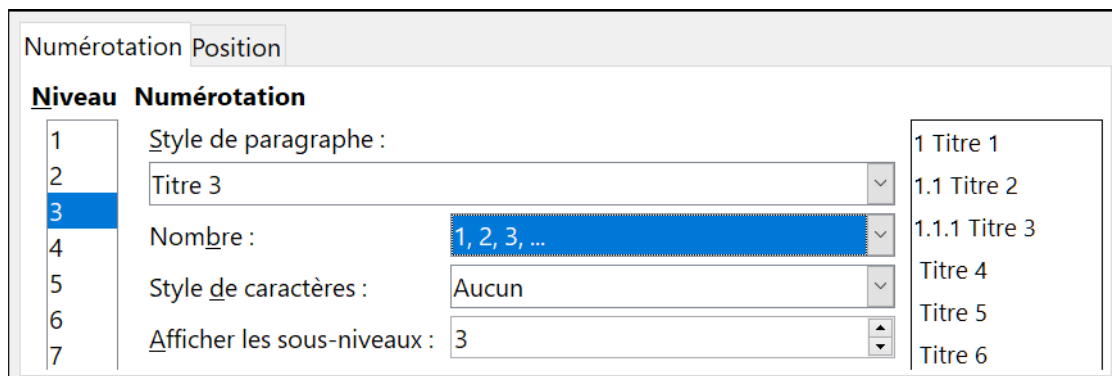 Numérotation Position
Niveau Numérotation
1
2
3
4
5
6
7
Style de paragraphe :
Titre 3
Nombre : 1, 2, 3, ...
Style de caractères : Aucun
Afficher les sous-niveaux : 3
1 Titre 1
1.1 Titre 2
1.1.1 Titre 3
Titre 4
Titre 5
Titre 6